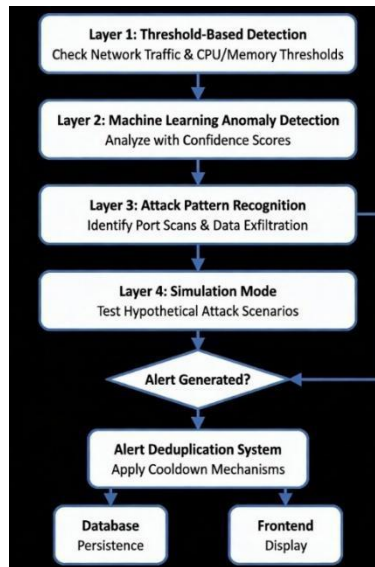 Layer 1: Threshold-Based Detection
Check Network Traffic & CPU/Memory Thresholds
Layer 2: Machine Learning Anomaly Detection
Analyze with Confidence Scores
Layer 3: Attack Pattern Recognition
Identify Port Scans & Data Exfiltration
Layer 4: Simulation Mode
Test Hypothetical Attack Scenarios
Alert Generated?
Alert Deduplication System
Apply Cooldown Mechanisms
Database
Persistence
Frontend
Display